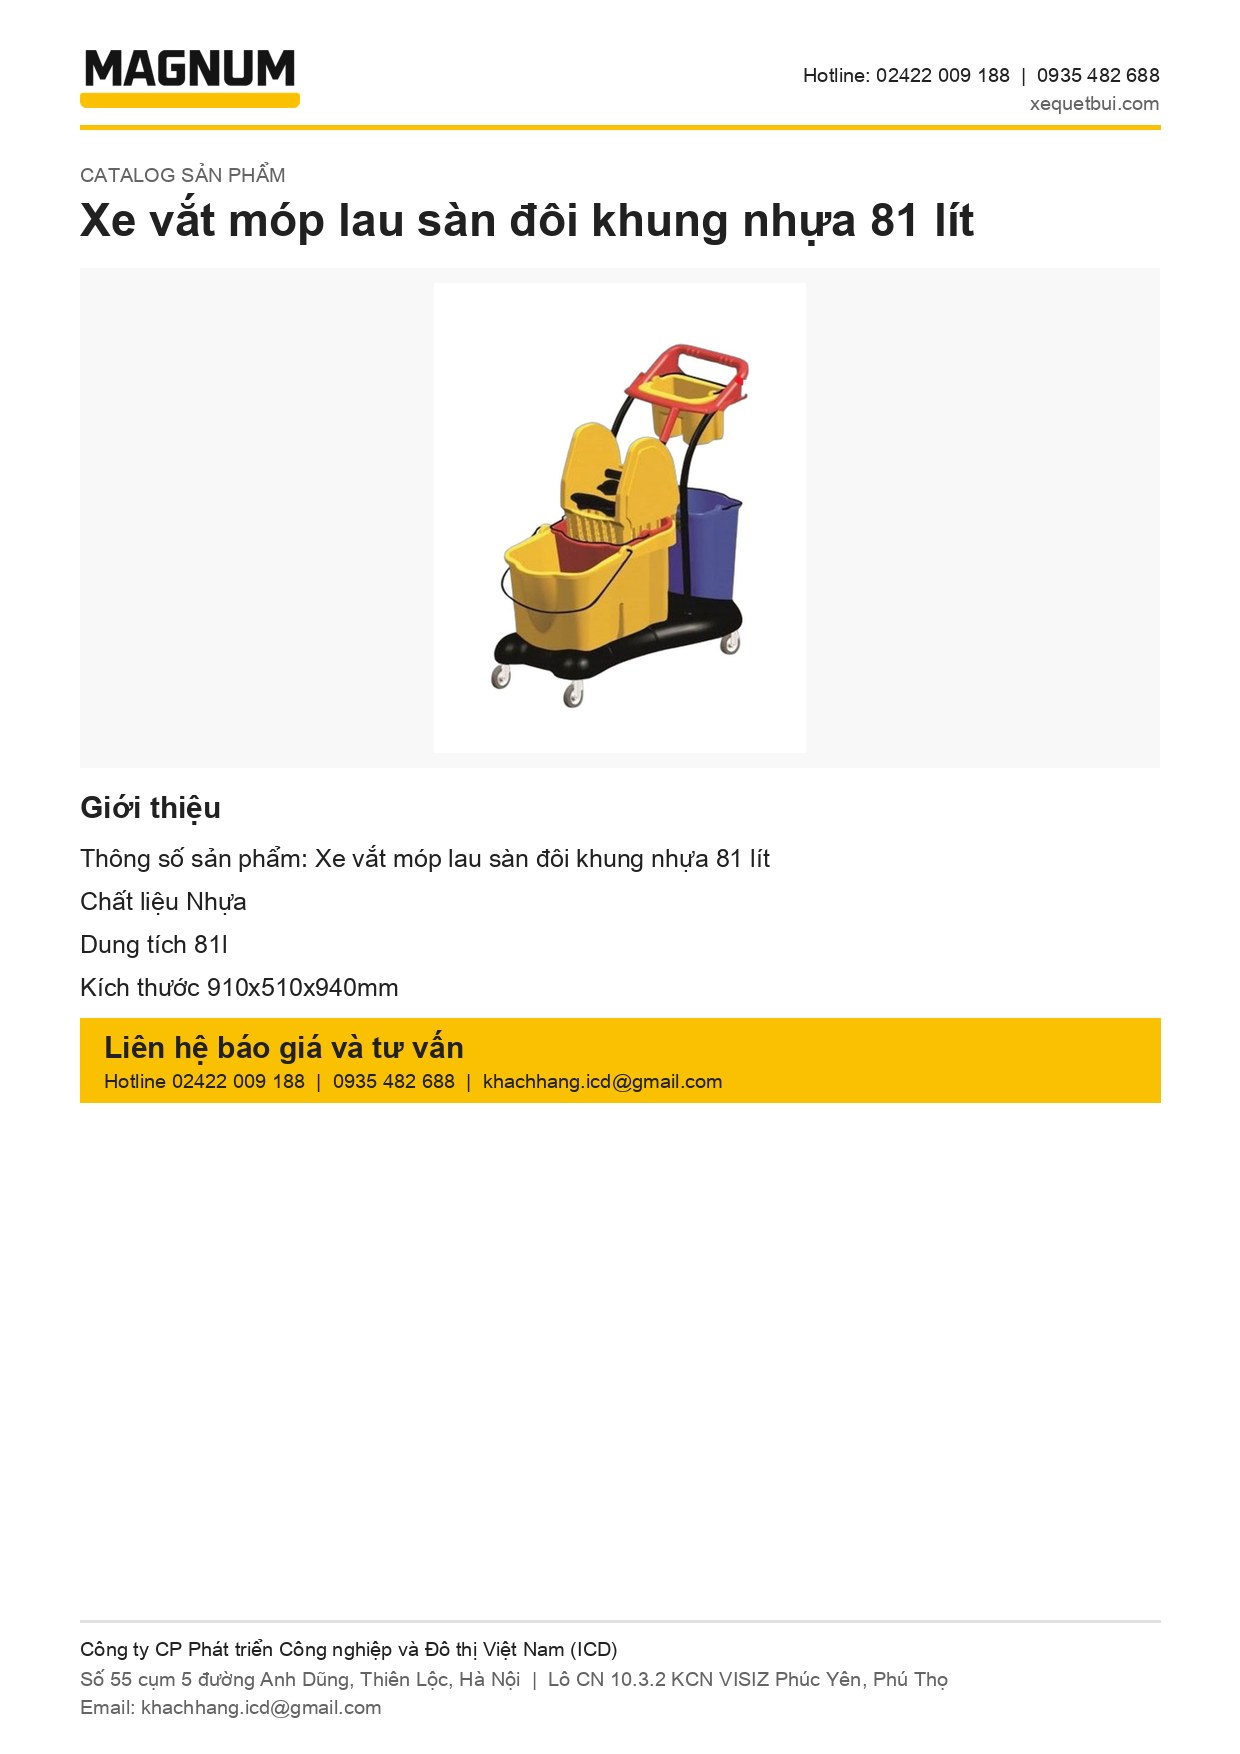 MAGNUM
Hotline: 02422 009 188 | 0935 482 688
xequetbui.com
CATALOG SẢN PHẨM
Xe vắt móp lau sàn đôi khung nhựa 81 lít
Giới thiệu
Thông số sản phẩm: Xe vắt móp lau sàn đôi khung nhựa 81 lít
Chất liệu Nhựa
Dung tích 81l
Kích thước 910x510x940mm
Liên hệ báo giá và tư vấn
Hotline 02422 009 188 | 0935 482 688 | khachhang.icd@gmail.com
Công ty CP Phát triển Công nghiệp và Đô thị Việt Nam (ICD)
Số 55 cụm 5 đường Anh Dũng, Thiên Lộc, Hà Nội | Lô CN 10.3.2 KCN VISIZ Phúc Yên, Phú Thọ
Email: khachhang.icd@gmail.com